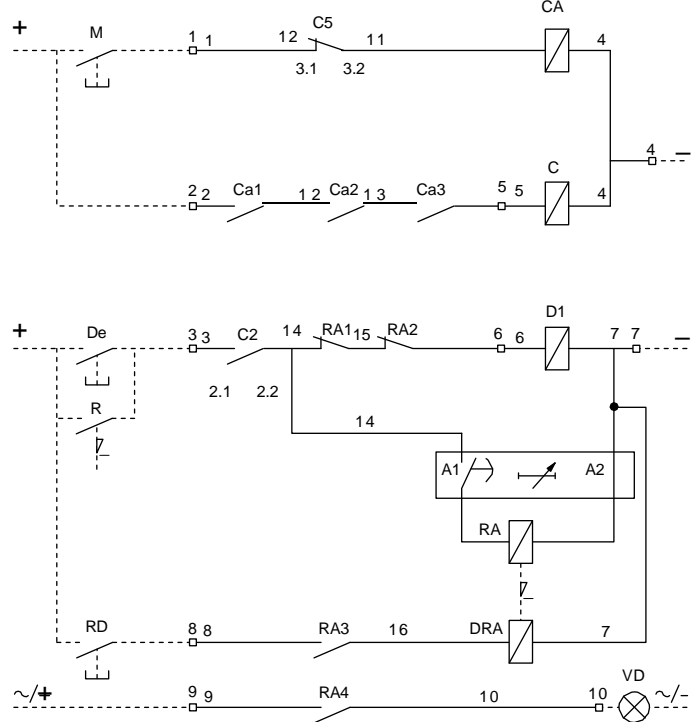 + M 1 1 12 C5 11 CA 4
3.1 3.2
4 −
2 2 Ca1 1 2 Ca2 1 3 Ca3 5 5 C 4
+ De 3 3 C2 14 RA1 15 RA2 6 6 D1 7 7 −
2.1 2.2
R
14
A1 A2
RA
RD 8 8 RA3 16 DRA 7
~/+ 9 9 RA4 10 10 VD ~/-